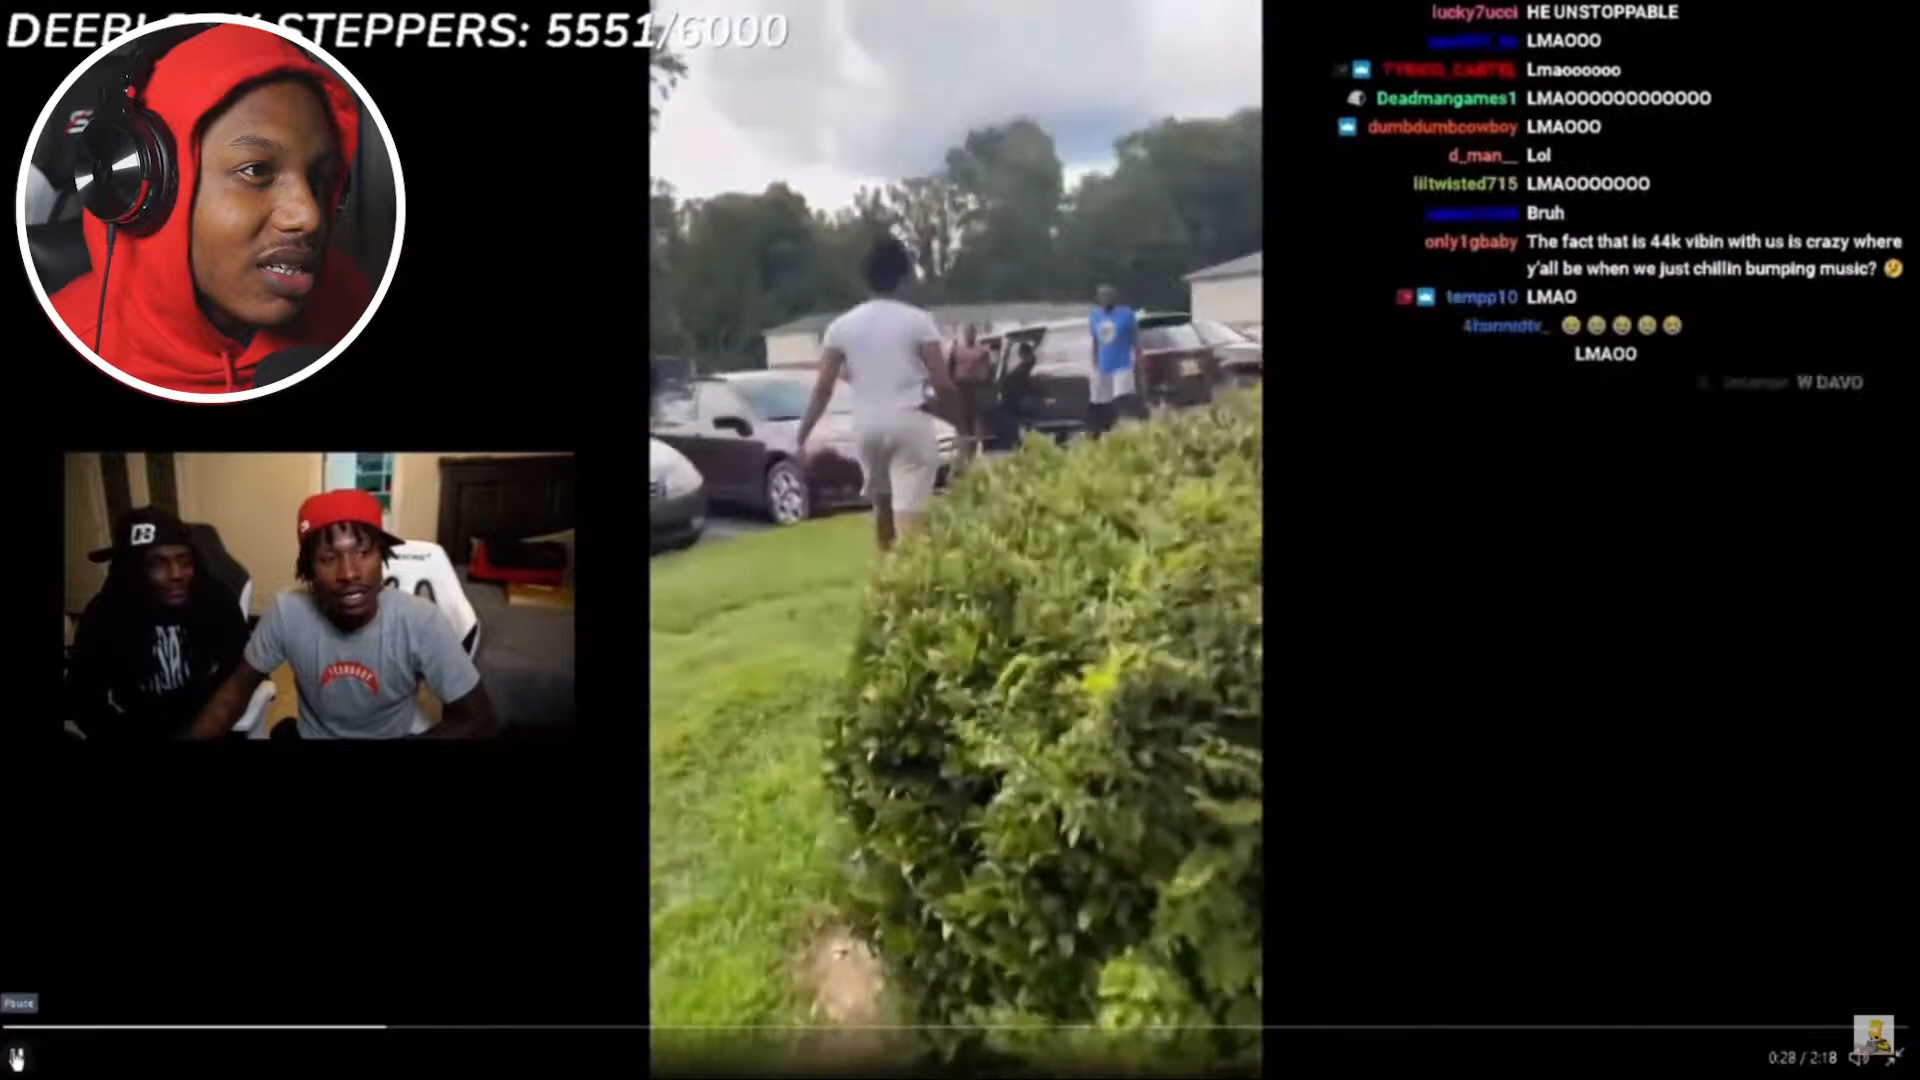 STEPPERS: 5551/6000
lucky7ucci HE UNSTOPPABLE
LMAOOO
Lmaoooooo
Deadmangames1 LMAOOOOOOOOOOOO
dumbdumbcowboy LMAOOO
d_man__ Lol
liltwisted715 LMAOOOOOOO
Bruh
only1gbaby The fact that is 44k vibin with us is crazy where
y'all be when we just chillin bumping music? 🤣
tempp10 LMAO
😂😂😂😂😂
LMAOO
W DAVO
Pause
0:28 / 2:18